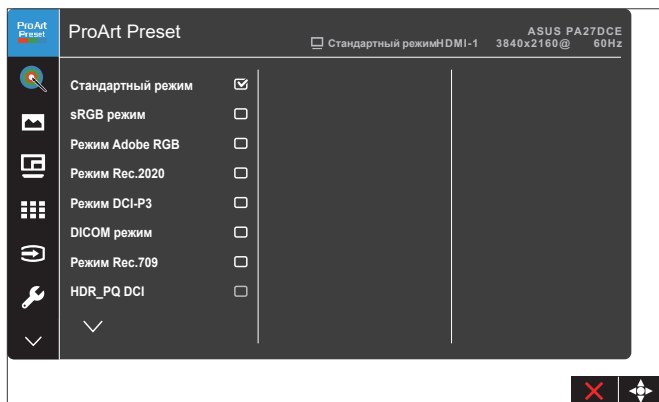 ProArt
Preset
ProArt Preset
Стандартный режимHDMI-1
ASUS PA27DCE
3840x2160@ 60Hz
Стандартный режим
sRGB режим
Режим Adobe RGB
Режим Rec.2020
Режим DCI-P3
DICOM режим
Режим Rec.709
HDR_PQ DCI